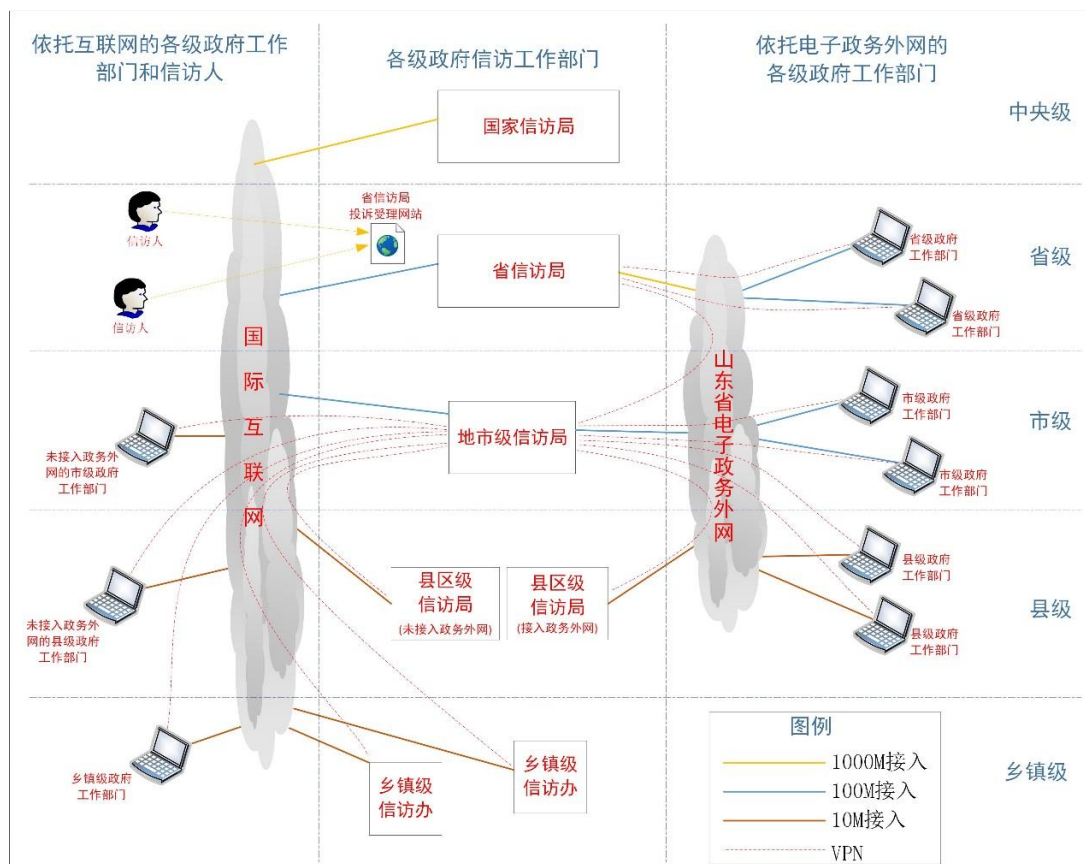 依托互联网的各级政府工作
部门和信访人
各级政府信访工作部门
依托电子政务外网的
各级政府工作部门
中央级
国家信访局
省信访局
投诉受理网站
信访人
信访人
省信访局
省级政府
工作部门
省级政府
工作部门
省级
国际互联网
山东省电子政务外网
未接入政务外
网的市级政府
工作部门
地市级信访局
市级政府
工作部门
市级政府
工作部门
市级
未接入政务外
网的县级政府
工作部门
县区级
信访局
(未接入政务外网)
县区级
信访局
(接入政务外网)
县级政府
工作部门
县级政府
工作部门
县级
乡镇级政府
工作部门
乡镇级
信访办
乡镇级
信访办
图例
1000M接入
100M接入
10M接入
VPN
乡镇级